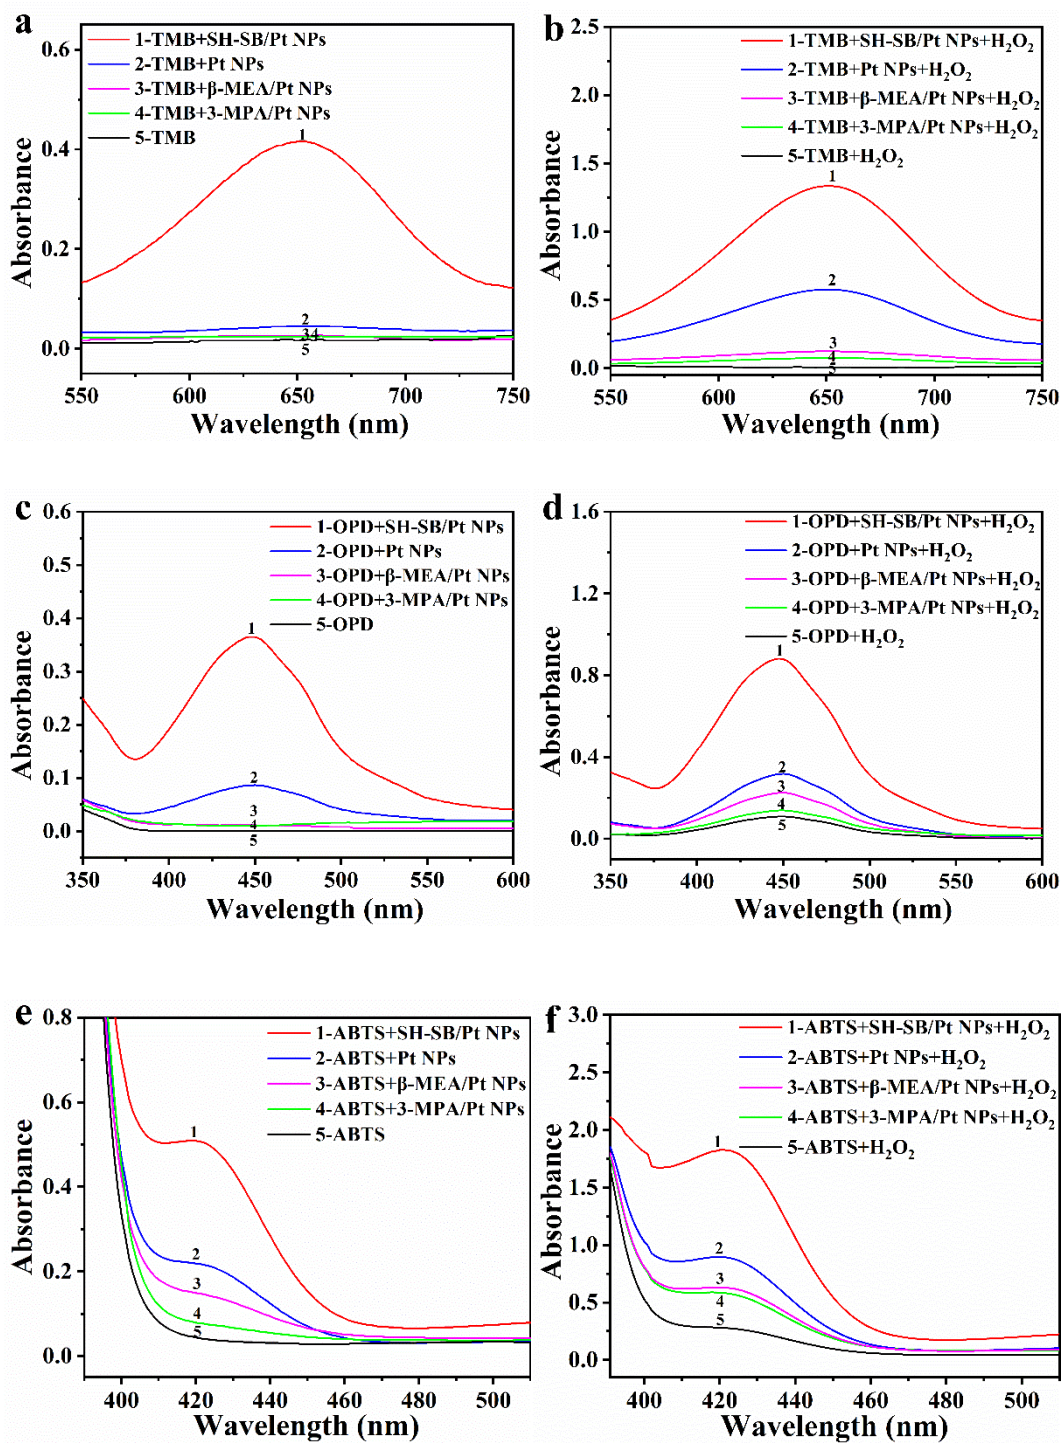 a
1-TMB+SH-SB/Pt NPs
2-TMB+Pt NPs
3-TMB+β-MEA/Pt NPs
4-TMB+3-MPA/Pt NPs
5-TMB
0.6
0.4
0.2
0.0
1
2
34
5
550 600 650 700 750
Absorbance
Wavelength (nm)
b
1-TMB+SH-SB/Pt NPs+H₂O₂
2-TMB+Pt NPs+H₂O₂
3-TMB+β-MEA/Pt NPs+H₂O₂
4-TMB+3-MPA/Pt NPs+H₂O₂
5-TMB+H₂O₂
2.5
2.0
1.5
1.0
0.5
0.0
1
2
3
4
5
550 600 650 700 750
Absorbance
Wavelength (nm)
c
1-OPD+SH-SB/Pt NPs
2-OPD+Pt NPs
3-OPD+β-MEA/Pt NPs
4-OPD+3-MPA/Pt NPs
5-OPD
0.6
0.5
0.4
0.3
0.2
0.1
0.0
1
2
3
4
5
350 400 450 500 550 600
Absorbance
Wavelength (nm)
d
1-OPD+SH-SB/Pt NPs+H₂O₂
2-OPD+Pt NPs+H₂O₂
3-OPD+β-MEA/Pt NPs+H₂O₂
4-OPD+3-MPA/Pt NPs+H₂O₂
5-OPD+H₂O₂
1.6
1.2
0.8
0.4
0.0
1
2
3
4
5
350 400 450 500 550 600
Absorbance
Wavelength (nm)
e
1-ABTS+SH-SB/Pt NPs
2-ABTS+Pt NPs
3-ABTS+β-MEA/Pt NPs
4-ABTS+3-MPA/Pt NPs
5-ABTS
0.8
0.6
0.4
0.2
0.0
1
2
3
4
5
400 420 440 460 480 500
Absorbance
Wavelength (nm)
f
1-ABTS+SH-SB/Pt NPs+H₂O₂
2-ABTS+Pt NPs+H₂O₂
3-ABTS+β-MEA/Pt NPs+H₂O₂
4-ABTS+3-MPA/Pt NPs+H₂O₂
5-ABTS+H₂O₂
3.0
2.5
2.0
1.5
1.0
0.5
0.0
1
2
3
4
5
400 420 440 460 480 500
Absorbance
Wavelength (nm)